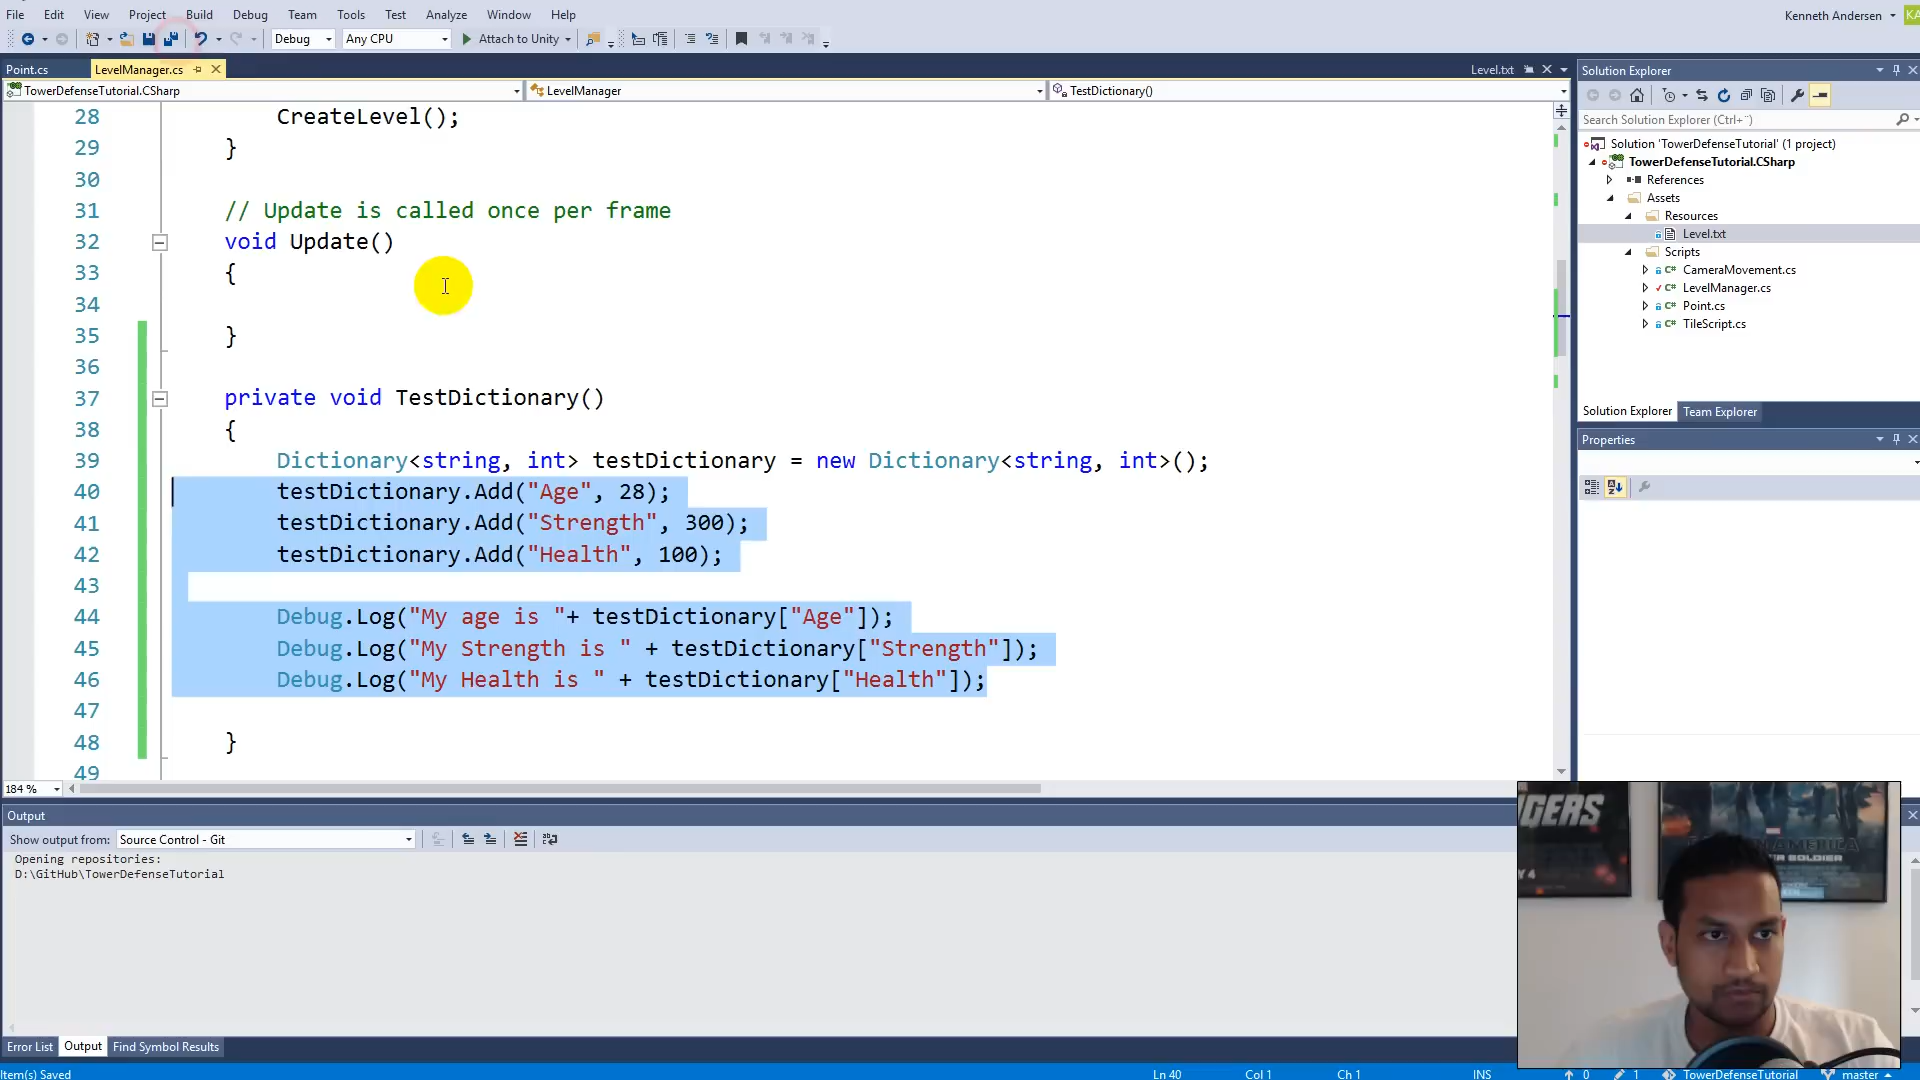 File Edit View Project Build Debug Team Tools Test Analyze Window Help
Kenneth Andersen
KA
Debug
Any CPU
Attach to Unity
Point.cs
LevelManager.cs
Level.txt
TowerDefenseTutorial.CSharp
LevelManager
TestDictionary()
28 CreateLevel();
29 }
30
31 // Update is called once per frame
32 void Update()
33 {
34
35 }
36
37 private void TestDictionary()
38 {
39 Dictionary<string, int> testDictionary = new Dictionary<string, int>();
40 testDictionary.Add("Age", 28);
41 testDictionary.Add("Strength", 300);
42 testDictionary.Add("Health", 100);
43
44 Debug.Log("My age is "+ testDictionary["Age"]);
45 Debug.Log("My Strength is " + testDictionary["Strength"]);
46 Debug.Log("My Health is " + testDictionary["Health"]);
47
48 }
49
184 %
Solution Explorer
Search Solution Explorer (Ctrl+¨)
Solution 'TowerDefenseTutorial' (1 project)
TowerDefenseTutorial.CSharp
References
Assets
Resources
Level.txt
Scripts
CameraMovement.cs
LevelManager.cs
Point.cs
TileScript.cs
Solution Explorer
Team Explorer
Properties
Output
Show output from: Source Control - Git
Opening repositories:
D:\GitHub\TowerDefenseTutorial
Error List
Output
Find Symbol Results
Item(s) Saved
Ln 40
Col 1
Ch 1
INS
0
1
TowerDefenseTutorial
master